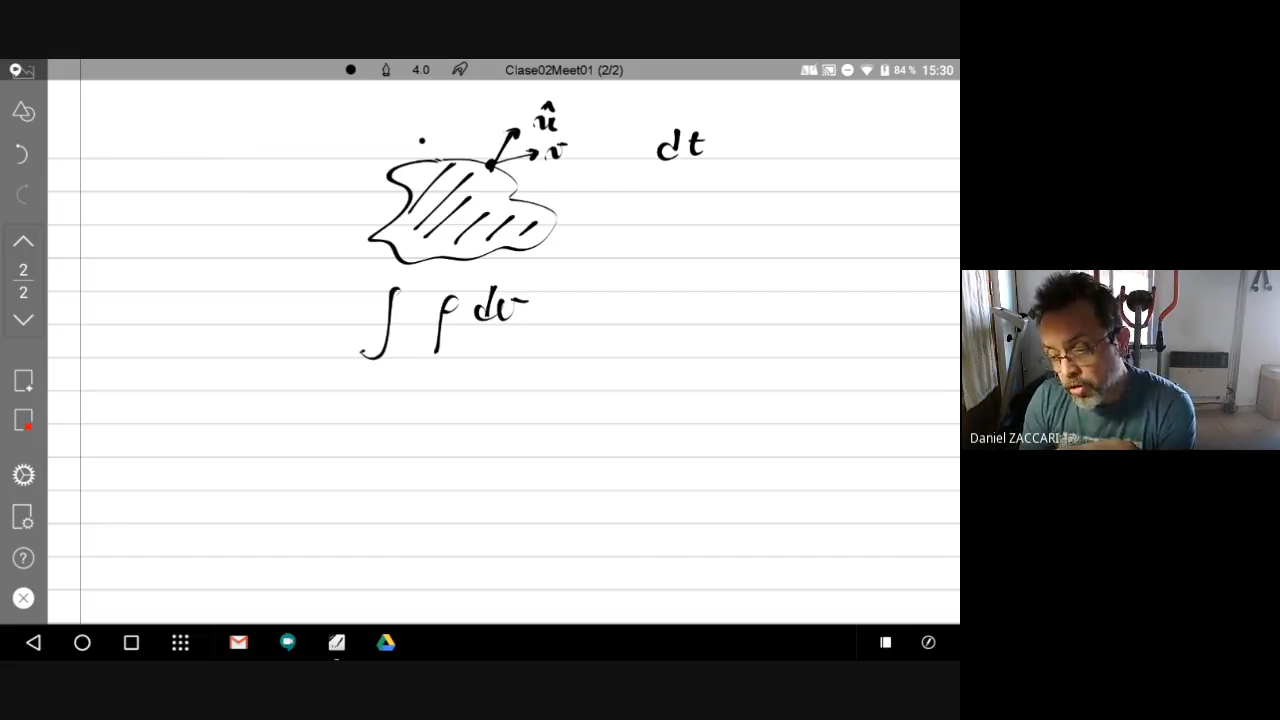 4.0 Clase02Meet01 (2/2) 84 % 15:30
û
v
dt
2
2
∫ ρ dv
Daniel ZACCARI